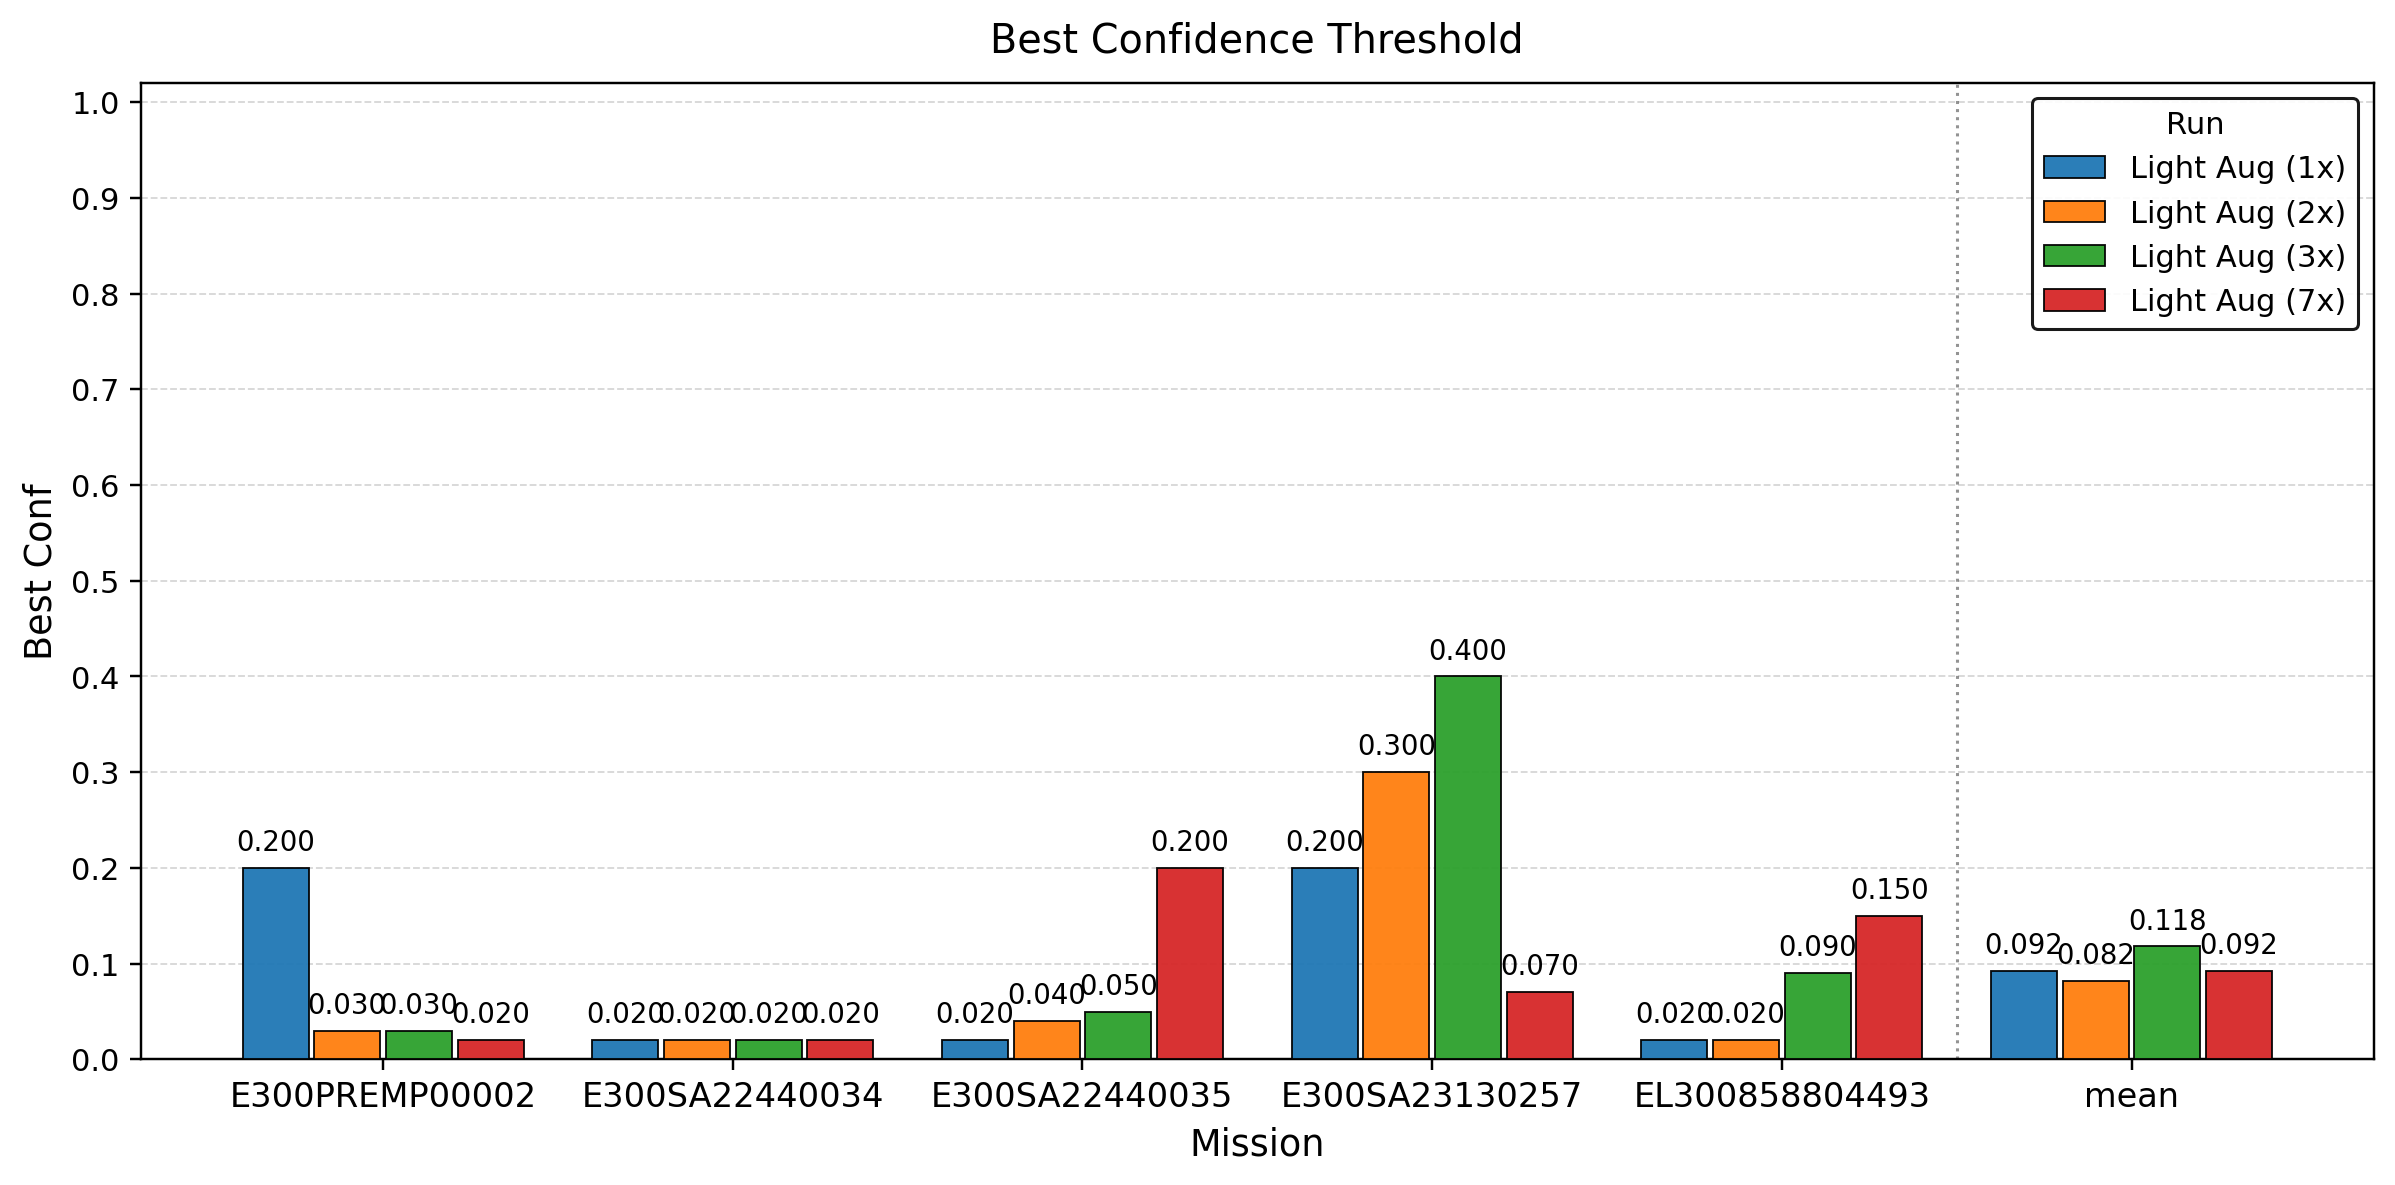 Best Confidence Threshold
Run
Light Aug (1x)
Light Aug (2x)
Light Aug (3x)
Light Aug (7x)
Best Conf
1.0
0.9
0.8
0.7
0.6
0.5
0.4
0.3
0.2
0.1
0.0
0.200 0.030 0.030 0.020
0.020 0.020 0.020 0.020
0.020 0.040 0.050 0.200
0.200 0.300 0.400 0.070
0.020 0.020 0.090 0.150
0.092 0.082 0.118 0.092
E300PREMP00002 E300SA22440034 E300SA22440035 E300SA23130257 EL300858804493 mean
Mission